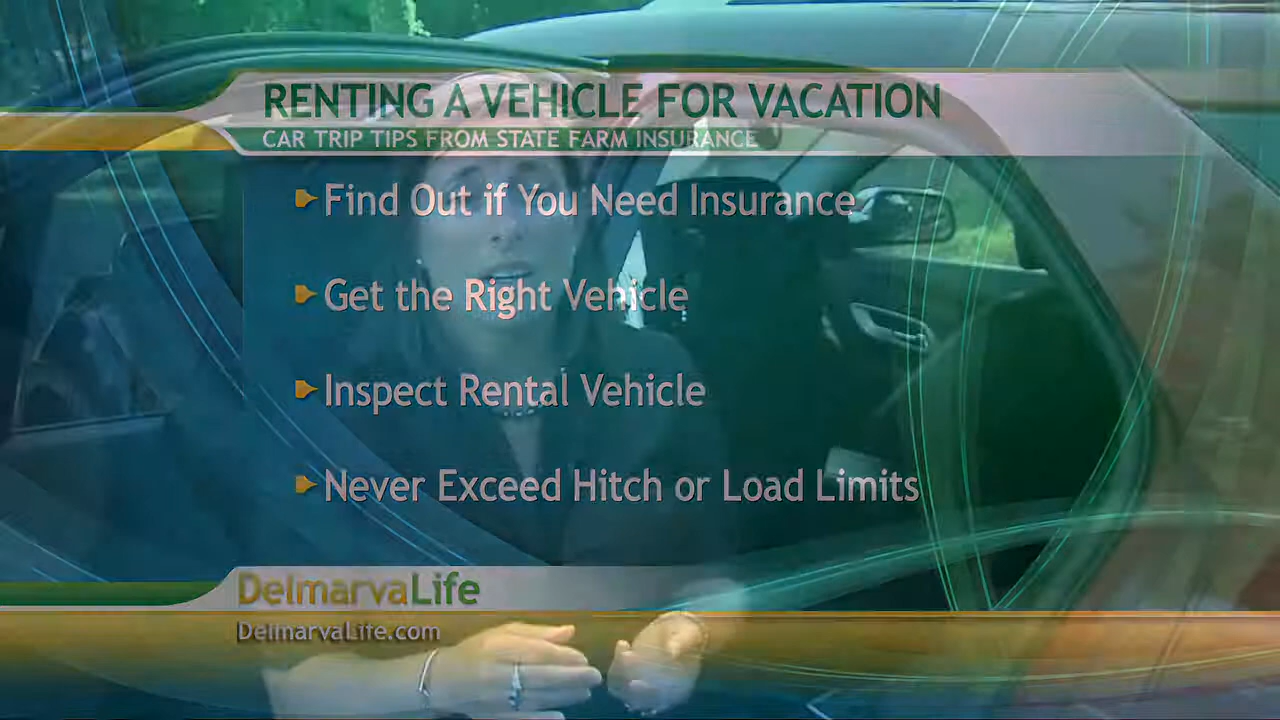 RENTING A VEHICLE FOR VACATION
CAR TRIP TIPS FROM STATE FARM INSURANCE
Find Out if You Need Insurance
Get the Right Vehicle
Inspect Rental Vehicle
Never Exceed Hitch or Load Limits
DelmarvaLife
DelmarvaLife.com